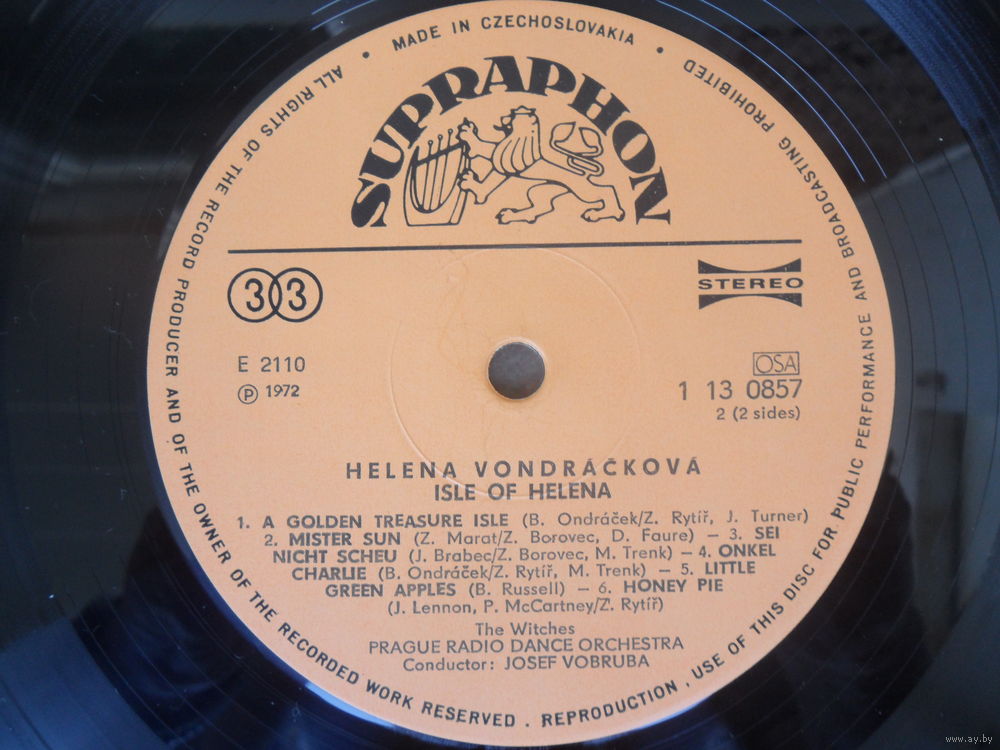 MADE IN CZECHOSLOVAKIA
ALL RIGHTS OF THE RECORD PRODUCER AND OF THE OWNER OF THE RECORDED WORK RESERVED . REPRODUCTION , USE OF THIS DISC FOR PUBLIC PERFORMANCE AND BROADCASTING PROHIBITED
SUPRAPHON
33
STEREO
E 2110
Ⓟ 1972
OSA
1 13 0857
2 (2 sides)
HELENA VONDRÁČKOVÁ
ISLE OF HELENA
1. A GOLDEN TREASURE ISLE (B. Ondráček/Z. Rytíř, J. Turner)
2. MISTER SUN (Z. Marat/Z. Borovec, D. Faure) – 3. SEI
NICHT SCHEU (J. Brabec/Z. Borovec, M. Trenk) – 4. ONKEL
CHARLIE (B. Ondráček/Z. Rytíř, M. Trenk) – 5. LITTLE
GREEN APPLES (B. Russell) – 6. HONEY PIE
(J. Lennon, P. McCartney/Z. Rytíř)
The Witches
PRAGUE RADIO DANCE ORCHESTRA
Conductor: JOSEF VOBRUBA
www.ay.by